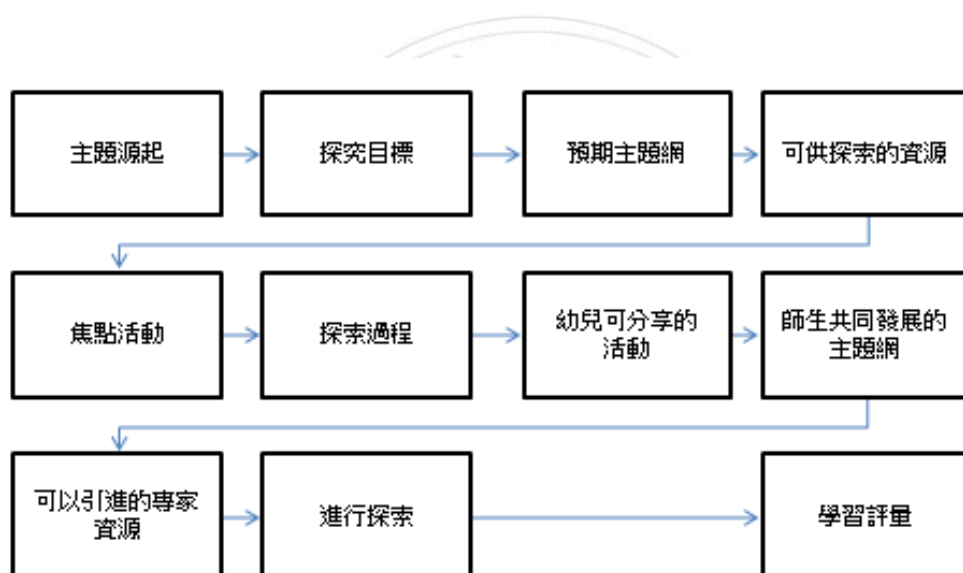 主題源起
探究目標
預期主題網
可供探索的資源
焦點活動
探索過程
幼兒可分享的
活動
師生共同發展的
主題網
可以引進的專家
資源
進行探索
學習評量